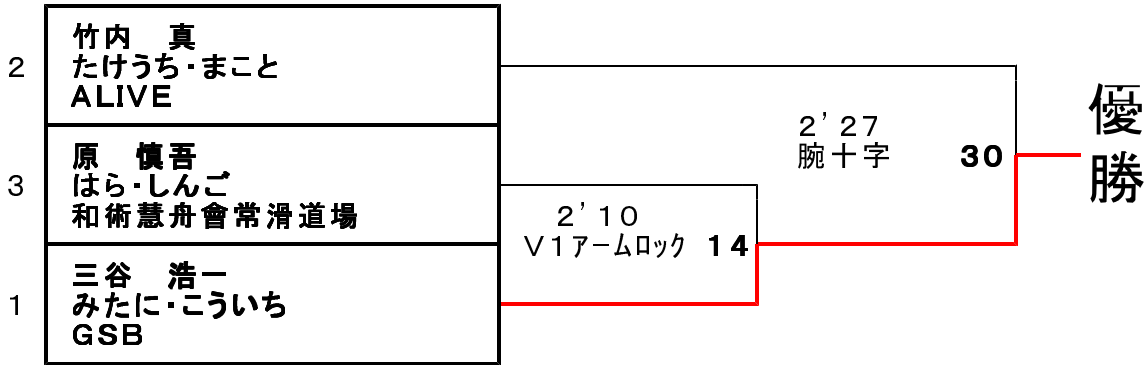 2
竹内　真
たけうち・まこと
ALIVE
3
原　慎吾
はら・しんご
和術慧舟會常滑道場
1
三谷　浩一
みたに・こういち
GSB
2’10
V1アームロック 14
2’27
腕十字 30
優勝